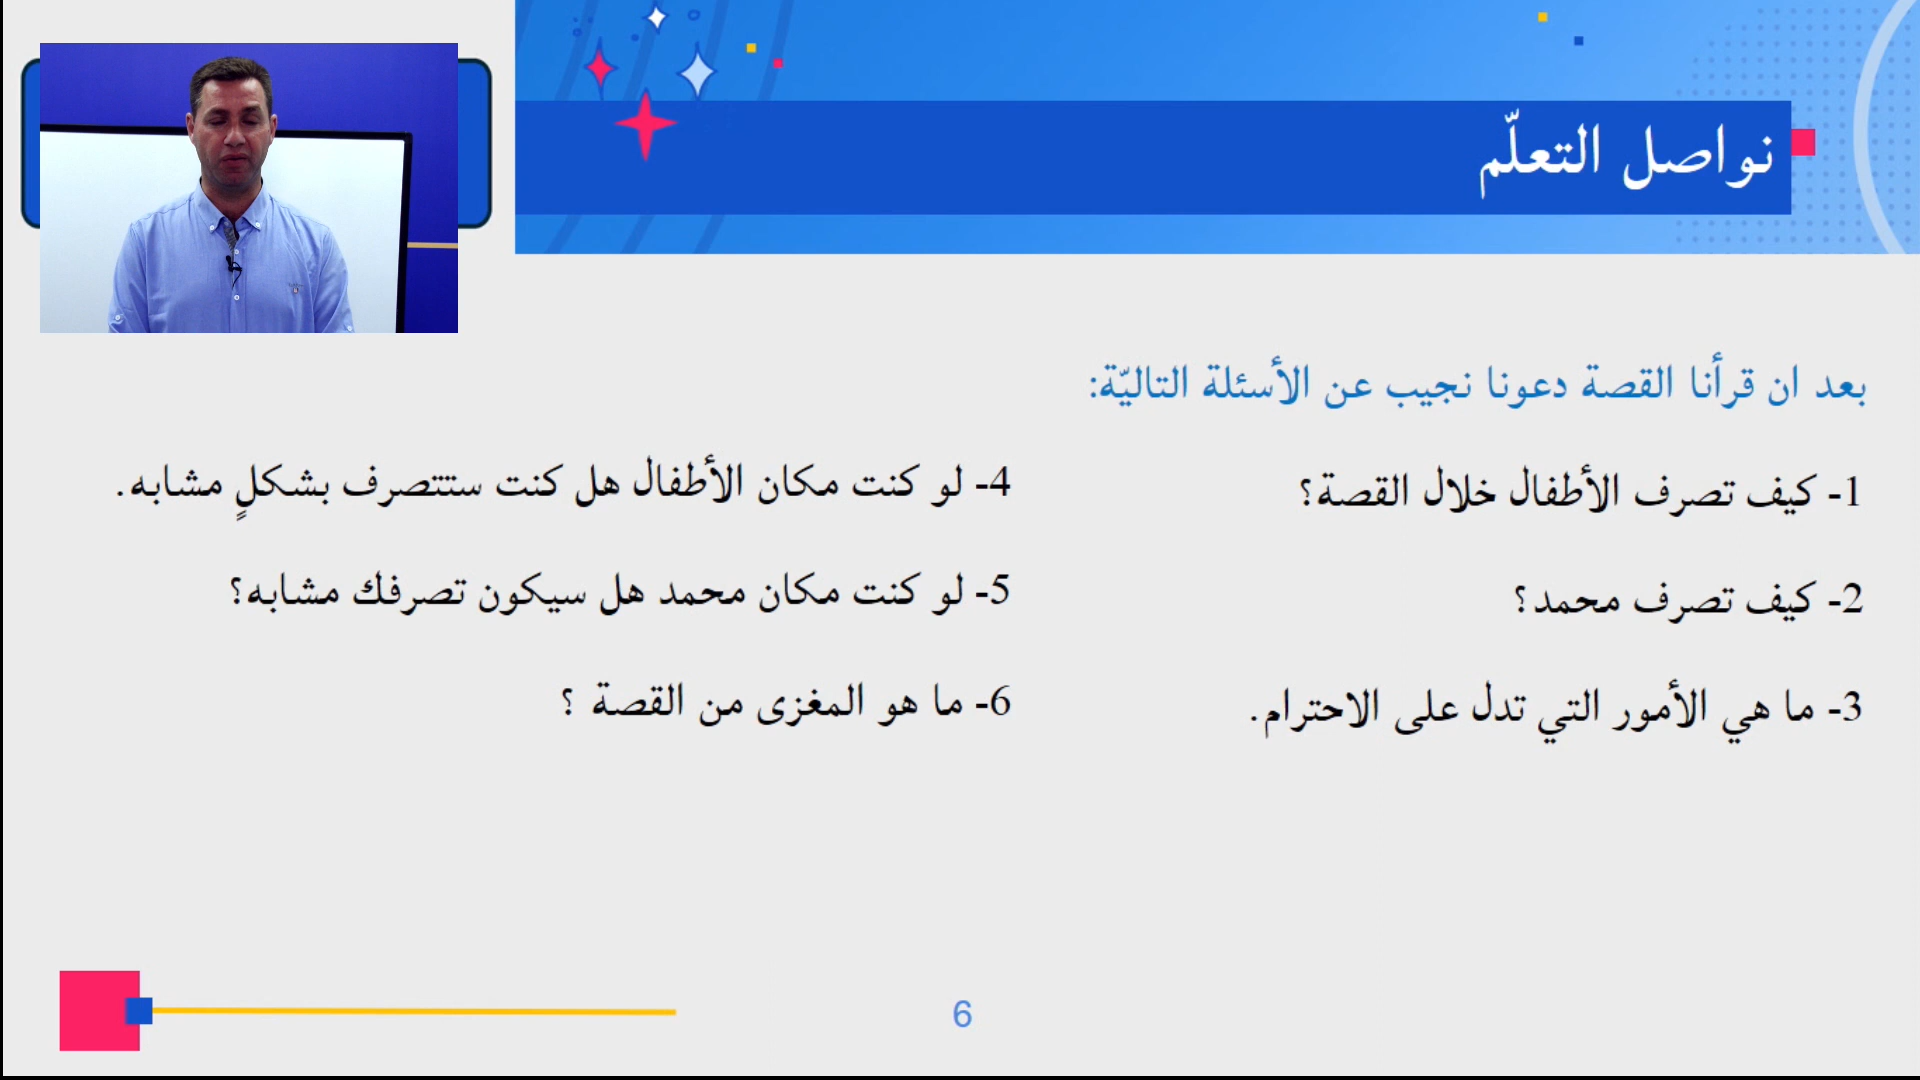 نواصل التعلّم
بعد ان قرأنا القصة دعونا نجيب عن الأسئلة التاليّة:
1- كيف تصرف الأطفال خلال القصة؟
2- كيف تصرف محمد؟
3- ما هي الأمور التي تدل على الاحترام.
4- لو كنت مكان الأطفال هل كنت ستتصرف بشكلٍ مشابه.
5- لو كنت مكان محمد هل سيكون تصرفك مشابه؟
6- ما هو المغزى من القصة ؟
6